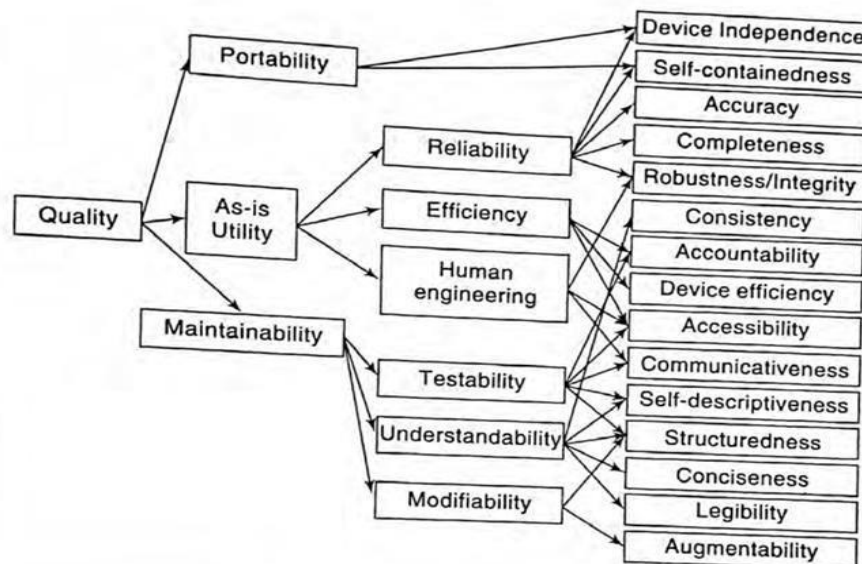 Quality
Portability
As-is
Utility
Maintainability
Reliability
Efficiency
Human
engineering
Testability
Understandability
Modifiability
Device Independence
Self-containedness
Accuracy
Completeness
Robustness/Integrity
Consistency
Accountability
Device efficiency
Accessibility
Communicativeness
Self-descriptiveness
Structuredness
Conciseness
Legibility
Augmentability